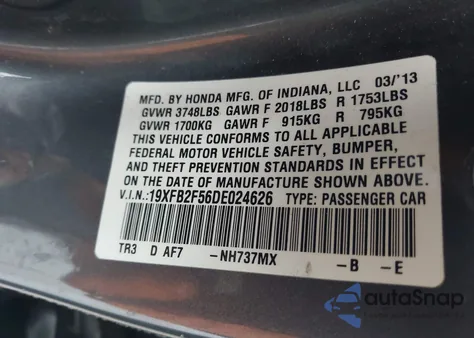 MFD. BY HONDA MFG. OF INDIANA, LLC 03/'13
GVWR 3748LBS GAWR F 2018LBS R 1753LBS
GVWR 1700KG GAWR F 915KG R 795KG
THIS VEHICLE CONFORMS TO ALL APPLICABLE
FEDERAL MOTOR VEHICLE SAFETY, BUMPER,
AND THEFT PREVENTION STANDARDS IN EFFECT
ON THE DATE OF MANUFACTURE SHOWN ABOVE.
V.I.N.:19XFB2F56DE024626 TYPE: PASSENGER CAR
TR3 D AF7 -NH737MX -B -E
autoSnap